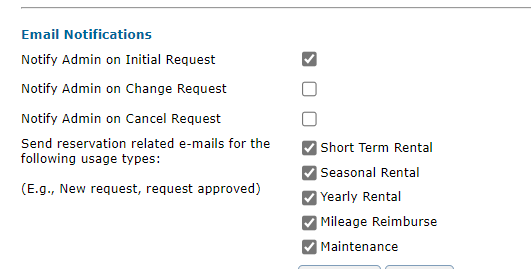 Email Notifications
Notify Admin on Initial Request
Notify Admin on Change Request
Notify Admin on Cancel Request
Send reservation related e-mails for the
following usage types:
(E.g., New request, request approved)
Short Term Rental
Seasonal Rental
Yearly Rental
Mileage Reimburse
Maintenance